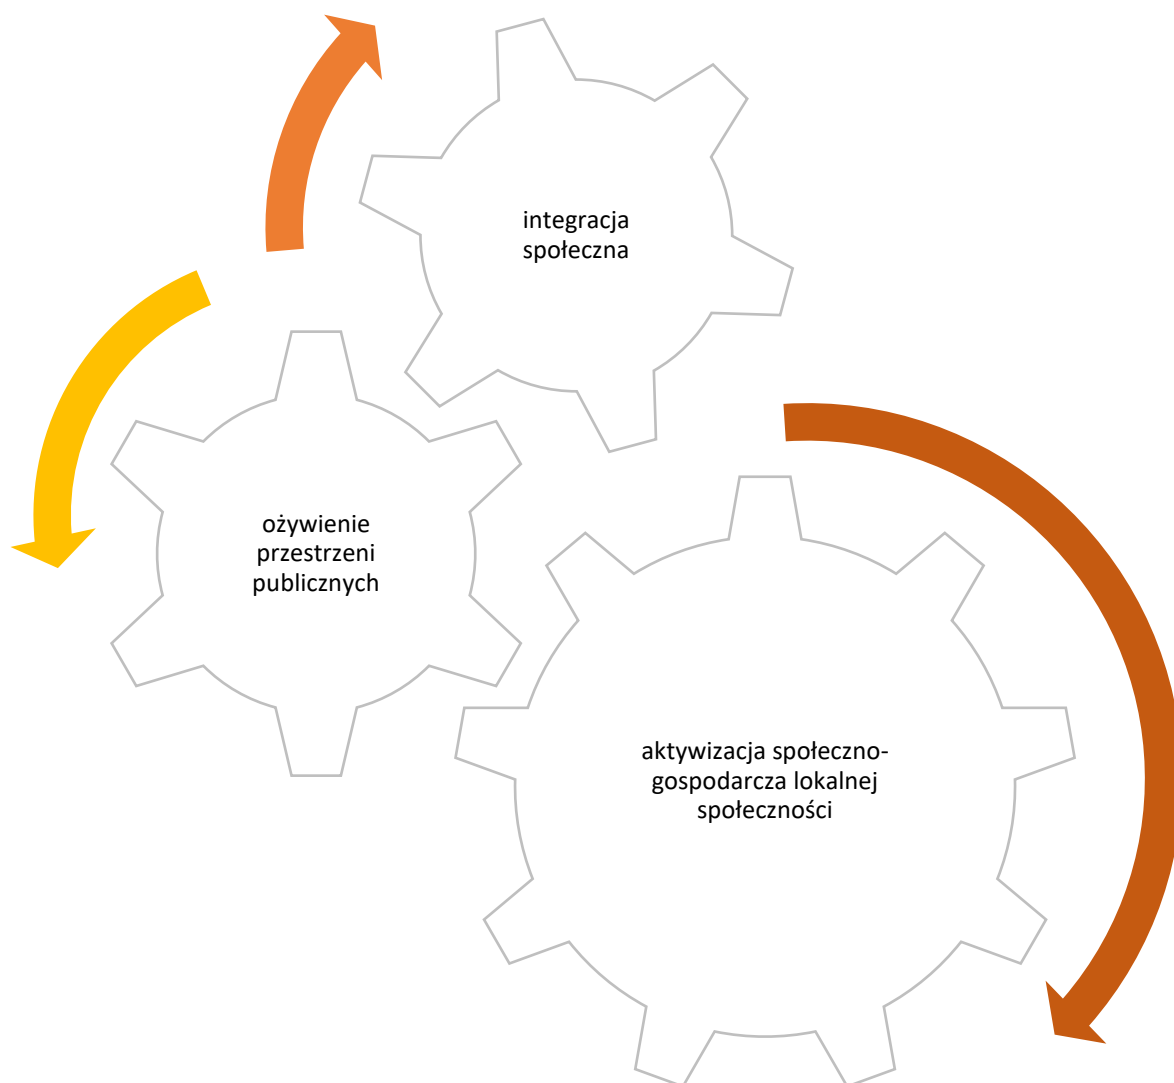 integracja
społeczna
ożywienie
przestrzeni
publicznych
aktywizacja społeczno-
gospodarcza lokalnej
społeczności